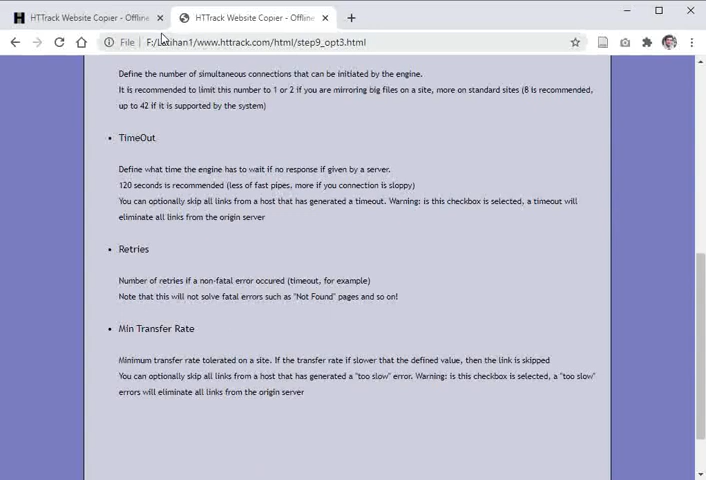 HTTrack Website Copier - Offline
HTTrack Website Copier - Offline
File F:/Latihan1/www.httrack.com/html/step9_opt3.html
Define the number of simultaneous connections that can be initiated by the engine.
It is recommended to limit this number to 1 or 2 if you are mirroring big files on a site, more on standard sites (8 is recommended,
up to 42 if it is supported by the system)
• TimeOut
Define what time the engine has to wait if no response if given by a server.
120 seconds is recommended (less of fast pipes, more if you connection is sloppy)
You can optionally skip all links from a host that has generated a timeout. Warning: is this checkbox is selected, a timeout will
eliminate all links from the origin server
• Retries
Number of retries if a non-fatal error occured (timeout, for example)
Note that this will not solve fatal errors such as "Not Found" pages and so on!
• Min Transfer Rate
Minimum transfer rate tolerated on a site. If the transfer rate if slower that the defined value, then the link is skipped
You can optionally skip all links from a host that has generated a "too slow" error. Warning: is this checkbox is selected, a "too slow"
errors will eliminate all links from the origin server